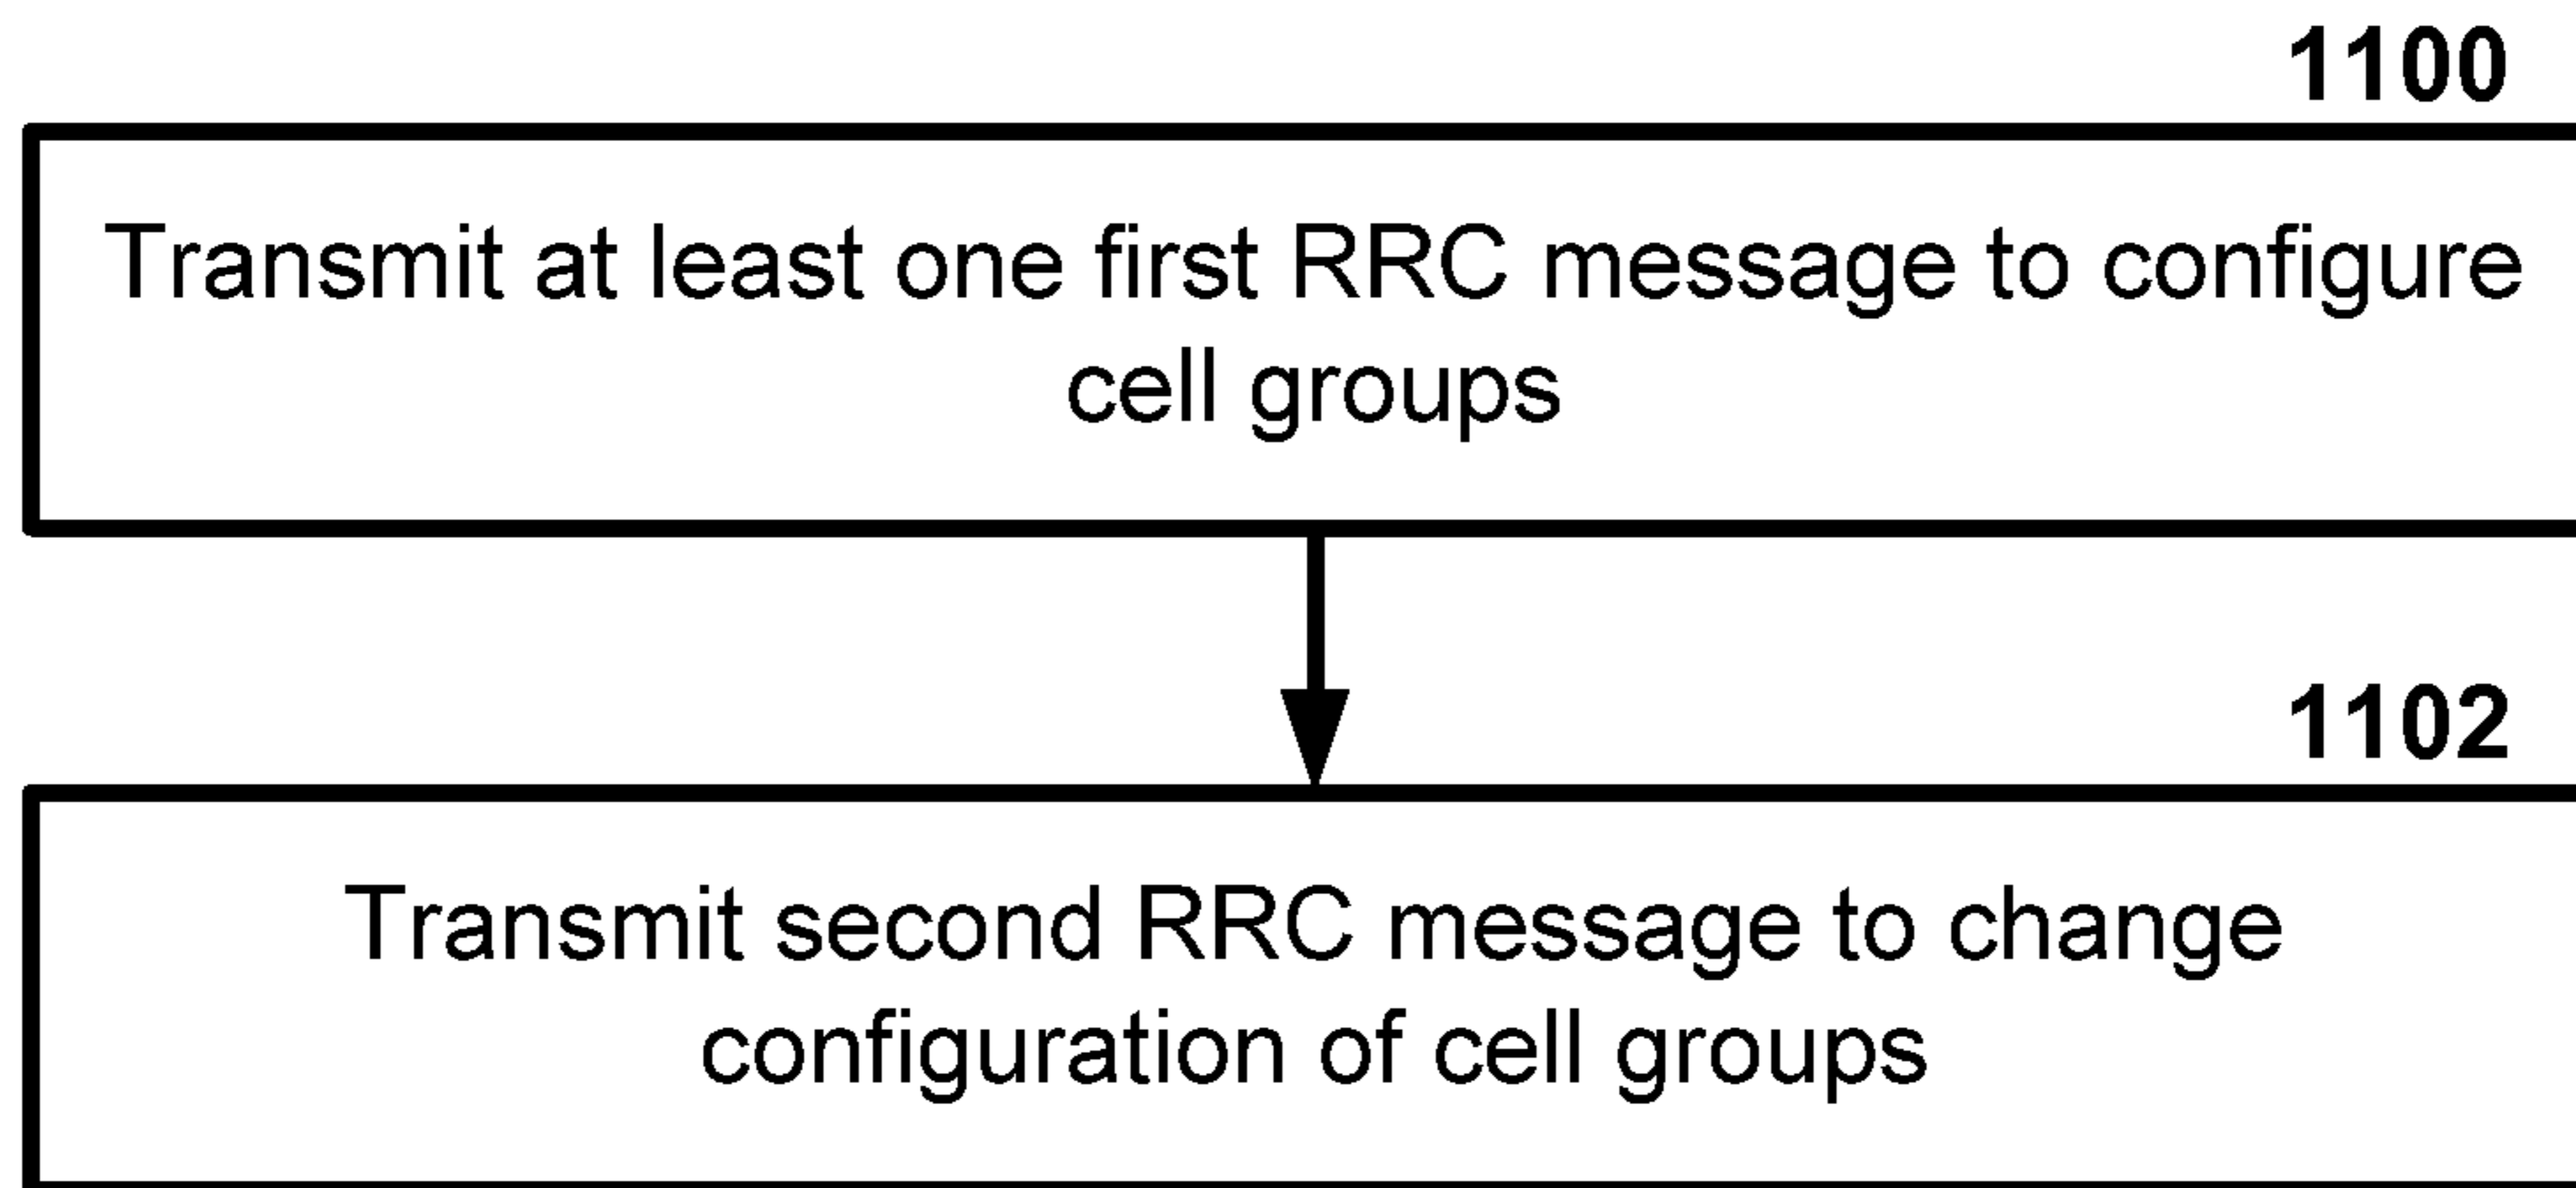 1100
Transmit at least one first RRC message to configure
cell groups
1102
Transmit second RRC message to change
configuration of cell groups